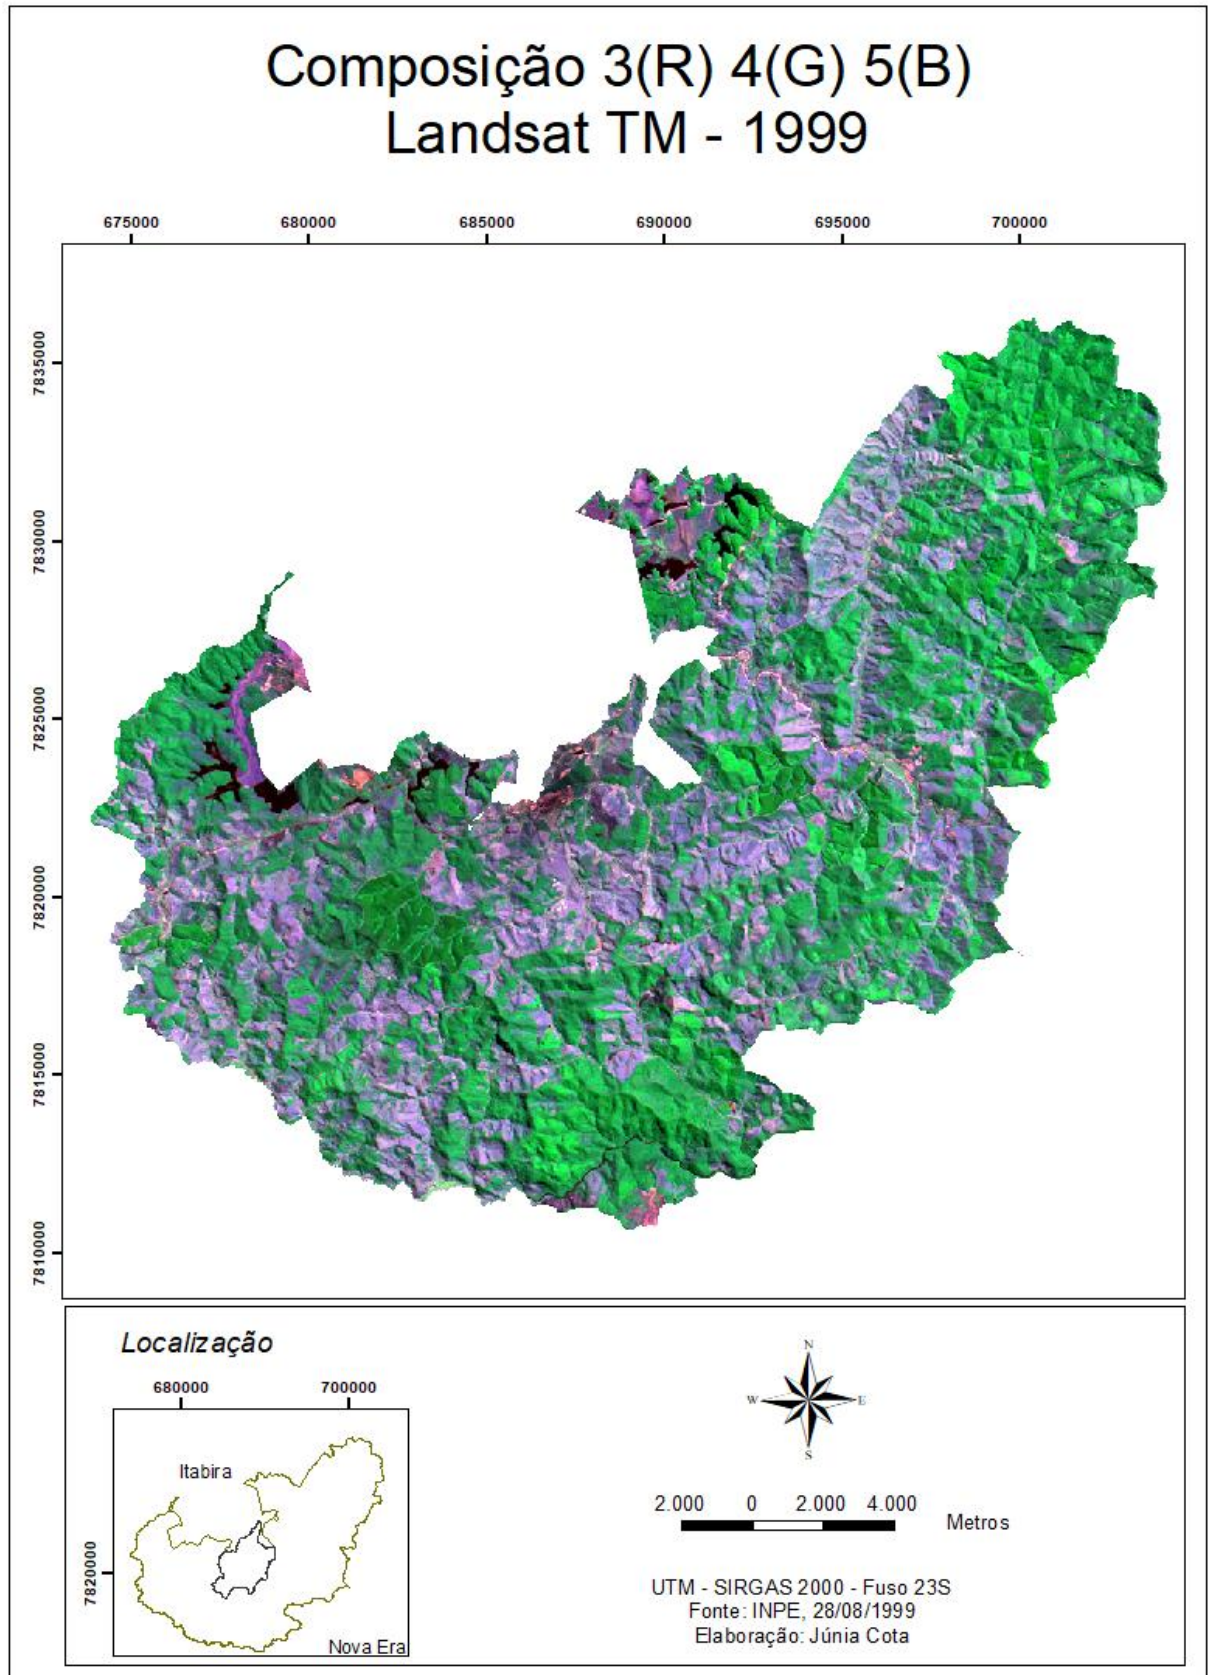 Composição 3(R) 4(G) 5(B)
Landsat TM - 1999
675000 680000 685000 690000 695000 700000
7835000
7830000
7825000
7820000
7815000
7810000
Localização
680000 700000
7820000
Itabira
Nova Era
N
W E
S
2.000 0 2.000 4.000
Metros
UTM - SIRGAS 2000 - Fuso 23S
Fonte: INPE, 28/08/1999
Elaboração: Júnia Cota